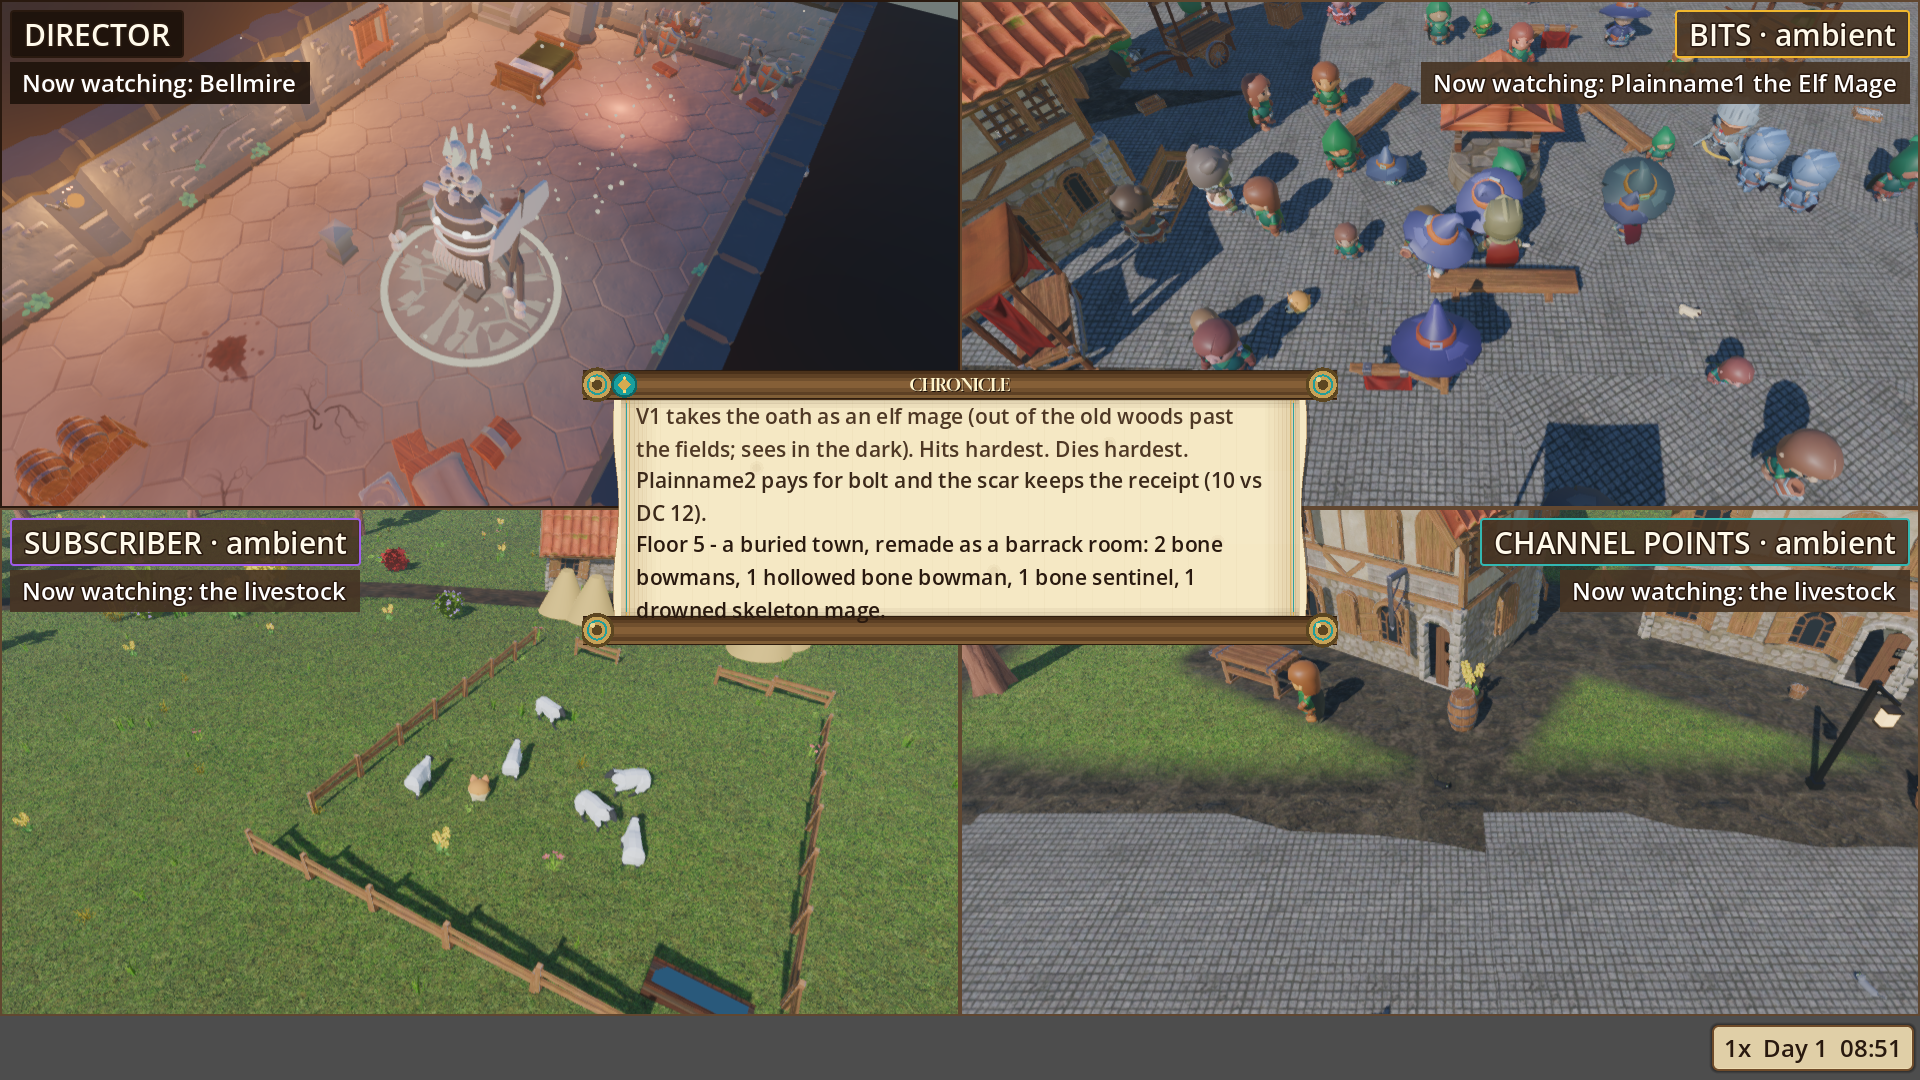 DIRECTOR
Now watching: Bellmire
BITS · ambient
Now watching: Plainname1 the Elf Mage
CHRONICLE
V1 takes the oath as an elf mage (out of the old woods past
the fields; sees in the dark). Hits hardest. Dies hardest.
Plainname2 pays for bolt and the scar keeps the receipt (10 vs
DC 12).
Floor 5 - a buried town, remade as a barrack room: 2 bone
bowmans, 1 hollowed bone bowman, 1 bone sentinel, 1
drowned skeleton mage.
SUBSCRIBER · ambient
Now watching: the livestock
CHANNEL POINTS · ambient
Now watching: the livestock
1x Day 1 08:51